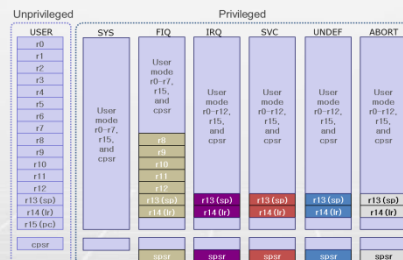 Unprivileged
Privileged
USER
SYS
FIQ
IRQ
SVC
UNDEF
ABORT
r0
r1
r2
r3
r4
r5
r6
r7
r8
r9
r10
r11
r12
r13 (sp)
r14 (lr)
r15 (pc)
cpsr
User
mode
r0-r7,
r15,
and
cpsr
User
mode
r0-r7,
r15,
and
cpsr
r8
r9
r10
r11
r12
r13 (sp)
r14 (lr)
spsr
User
mode
r0-r12,
r15,
and
cpsr
r13 (sp)
r14 (lr)
spsr
User
mode
r0-r12,
r15,
and
cpsr
r13 (sp)
r14 (lr)
spsr
User
mode
r0-r12,
r15,
and
cpsr
r13 (sp)
r14 (lr)
spsr
User
mode
r0-r12,
r15,
and
cpsr
r13 (sp)
r14 (lr)
spsr